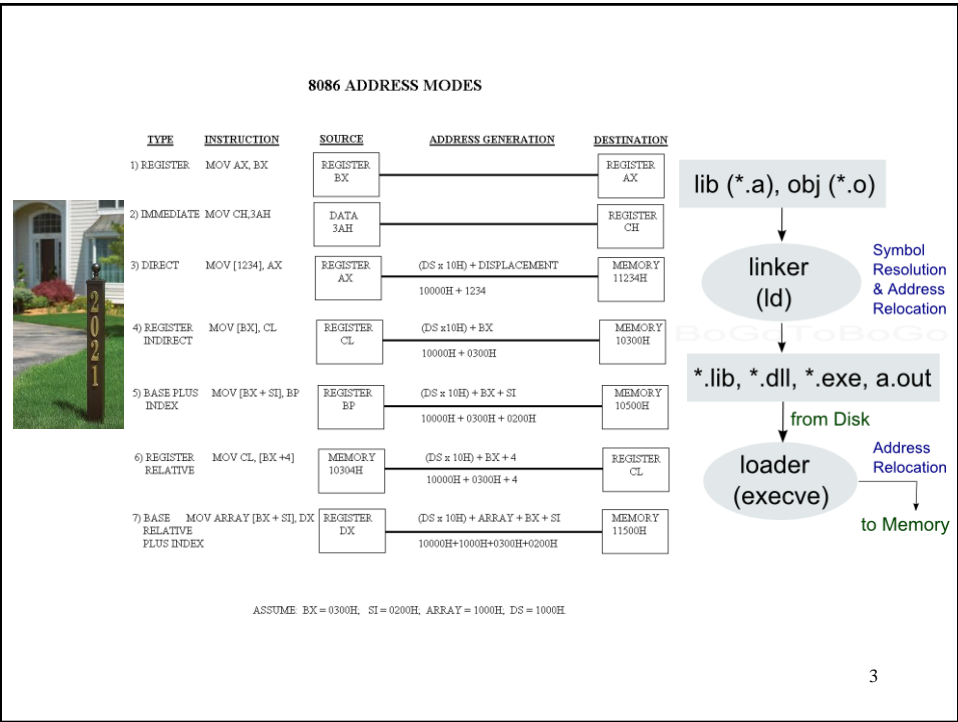 8086 ADDRESS MODES
TYPE INSTRUCTION SOURCE ADDRESS GENERATION DESTINATION
1) REGISTER MOV AX, BX REGISTER BX REGISTER AX
2) IMMEDIATE MOV CH,3AH DATA 3AH REGISTER CH
3) DIRECT MOV [1234], AX REGISTER AX (DS x 10H) + DISPLACEMENT MEMORY 11234H
10000H + 1234
4) REGISTER INDIRECT MOV [BX], CL REGISTER CL (DS x10H) + BX MEMORY 10300H
10000H + 0300H
5) BASE PLUS INDEX MOV [BX + SI], BP REGISTER BP (DS x 10H) + BX + SI MEMORY 10500H
10000H + 0300H + 0200H
6) REGISTER RELATIVE MOV CL, [BX +4] MEMORY 10304H (DS x 10H) + BX + 4 REGISTER CL
10000H + 0300H + 4
7) BASE RELATIVE PLUS INDEX MOV ARRAY [BX + SI], DX REGISTER DX (DS x 10H) + ARRAY + BX + SI MEMORY 11500H
10000H+1000H+0300H+0200H
ASSUME: BX = 0300H; SI = 0200H; ARRAY = 1000H; DS = 1000H.
2021
lib (*.a), obj (*.o)
linker
(ld)
Symbol
Resolution
& Address
Relocation
BoGoToBoGo
*.lib, *.dll, *.exe, a.out
from Disk
loader
(execve)
Address
Relocation
to Memory
3